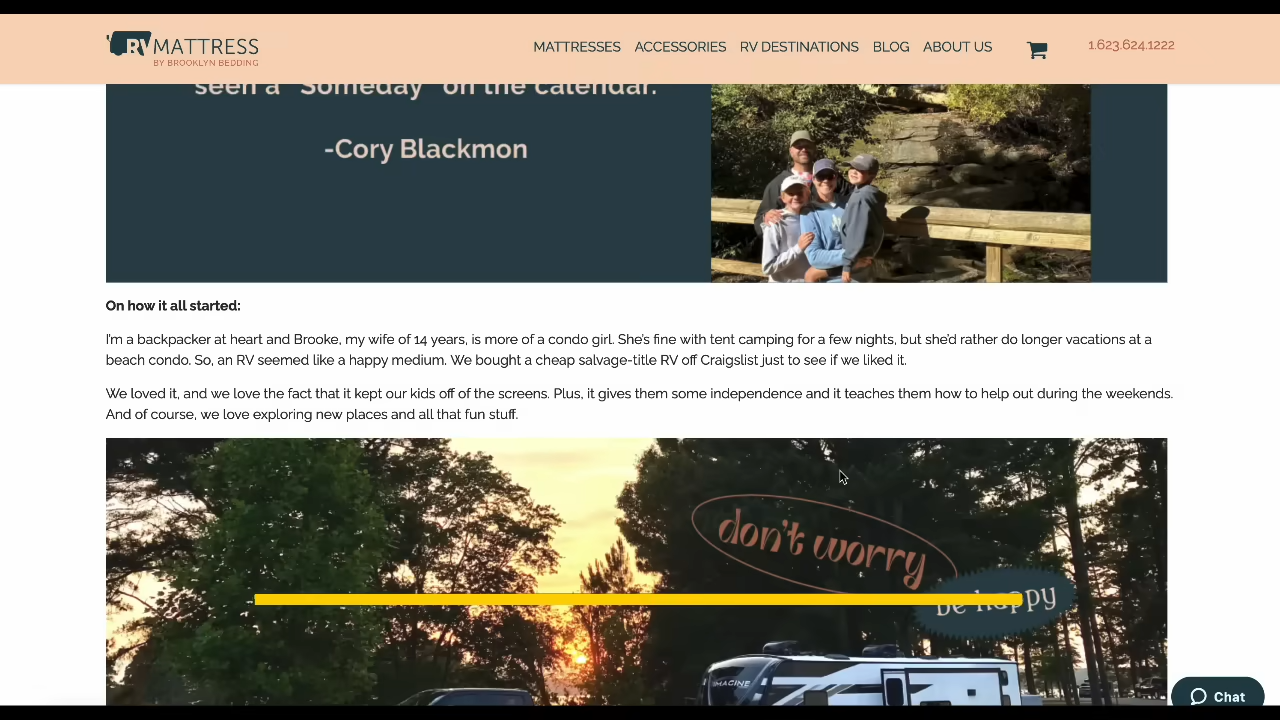 RV MATTRESS
BY BROOKLYN BEDDING
MATTRESSES ACCESSORIES RV DESTINATIONS BLOG ABOUT US
1.623.624.1222
seen a "Someday" on the calendar.
-Cory Blackmon
On how it all started:
I'm a backpacker at heart and Brooke, my wife of 14 years, is more of a condo girl. She's fine with tent camping for a few nights, but she'd rather do longer vacations at a
beach condo. So, an RV seemed like a happy medium. We bought a cheap salvage-title RV off Craigslist just to see if we liked it.
We loved it, and we love the fact that it kept our kids off of the screens. Plus, it gives them some independence and it teaches them how to help out during the weekends.
And of course, we love exploring new places and all that fun stuff.
don't worry
be happy
IMAGINE
Chat